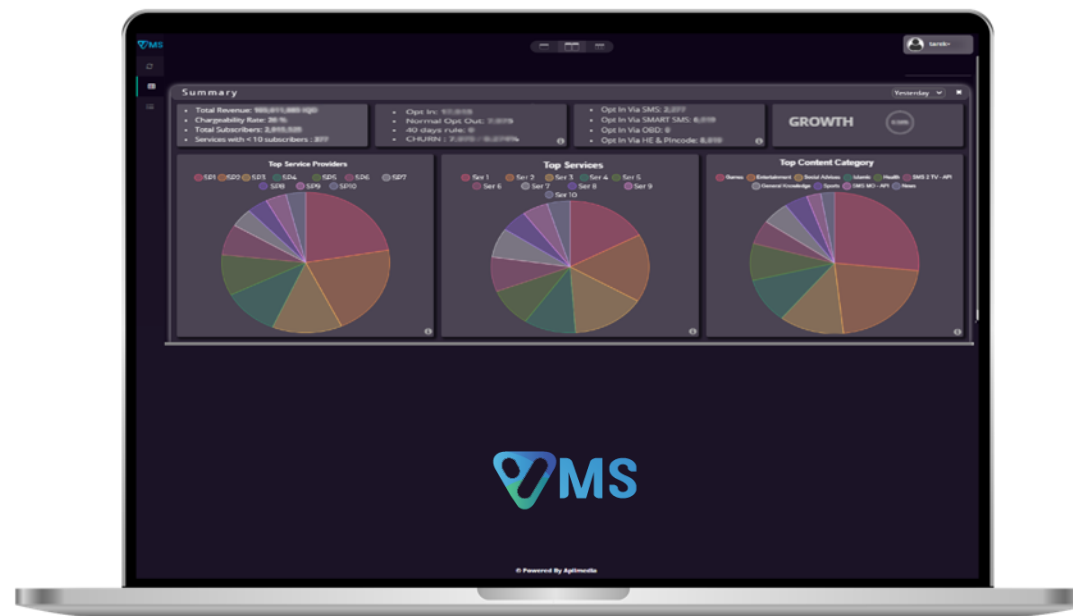 VMS
tarek
Summary
Yesterday
Total Revenue: IQD
Chargeability Rate:
Total Subscribers:
Services with < 10 subscribers : 377
Opt In:
Normal Opt Out:
40 days rule:
CHURN :
Opt In Via SMS: 2,277
Opt In Via SMART SMS:
Opt In Via OBD:
Opt In Via HE & Pincode:
GROWTH
Top Service Providers
SP1 SP2 SP3 SP4 SP5 SP6 SP7
SP8 SP9 SP10
Top Services
Ser 1 Ser 2 Ser 3 Ser 4 Ser 5
Ser 6 Ser 7 Ser 8 Ser 9
Ser 10
Top Content Category
Games Entertainment Social Advices Islamic Health SMS 2 TV - API
General Knowledge Sports SMS MO - API News
VMS
© Powered By Aptimedia